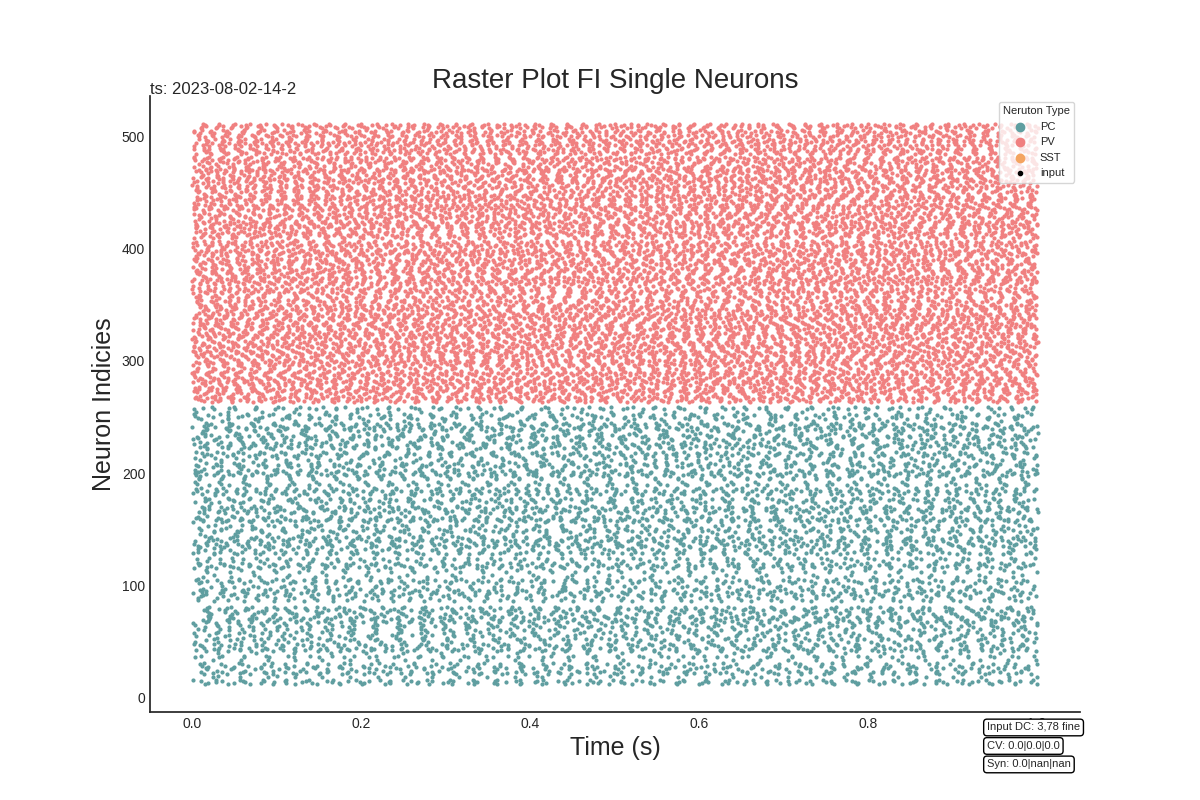 Raster Plot FI Single Neurons
ts: 2023-08-02-14-2
Neruton Type
PC
PV
SST
input
500
400
300
200
100
0
Neuron Indicies
0.0 0.2 0.4 0.6 0.8
Time (s)
Input DC: 3,78 fine
CV: 0.0|0.0|0.0
Syn: 0.0|nan|nan